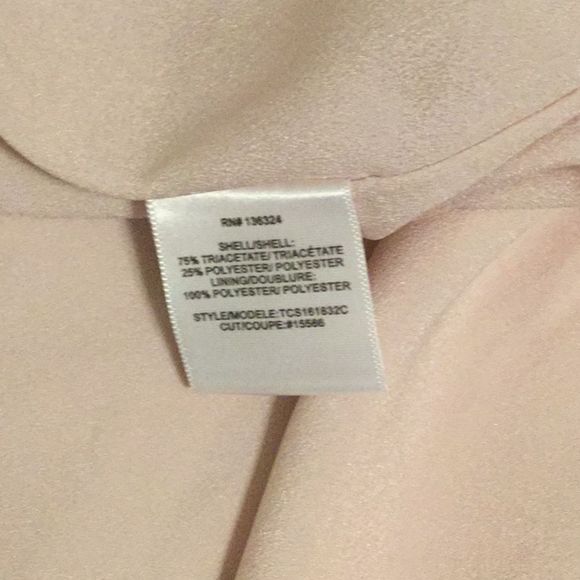 RN# 136324
SHELL/SHELL:
75% TRIACETATE/ TRIACÉTATE
25% POLYESTER/ POLYESTER
LINING/DOUBLURE:
100% POLYESTER/ POLYESTER
STYLE/MODELE:TCS161832C
CUT/COUPE:#15566